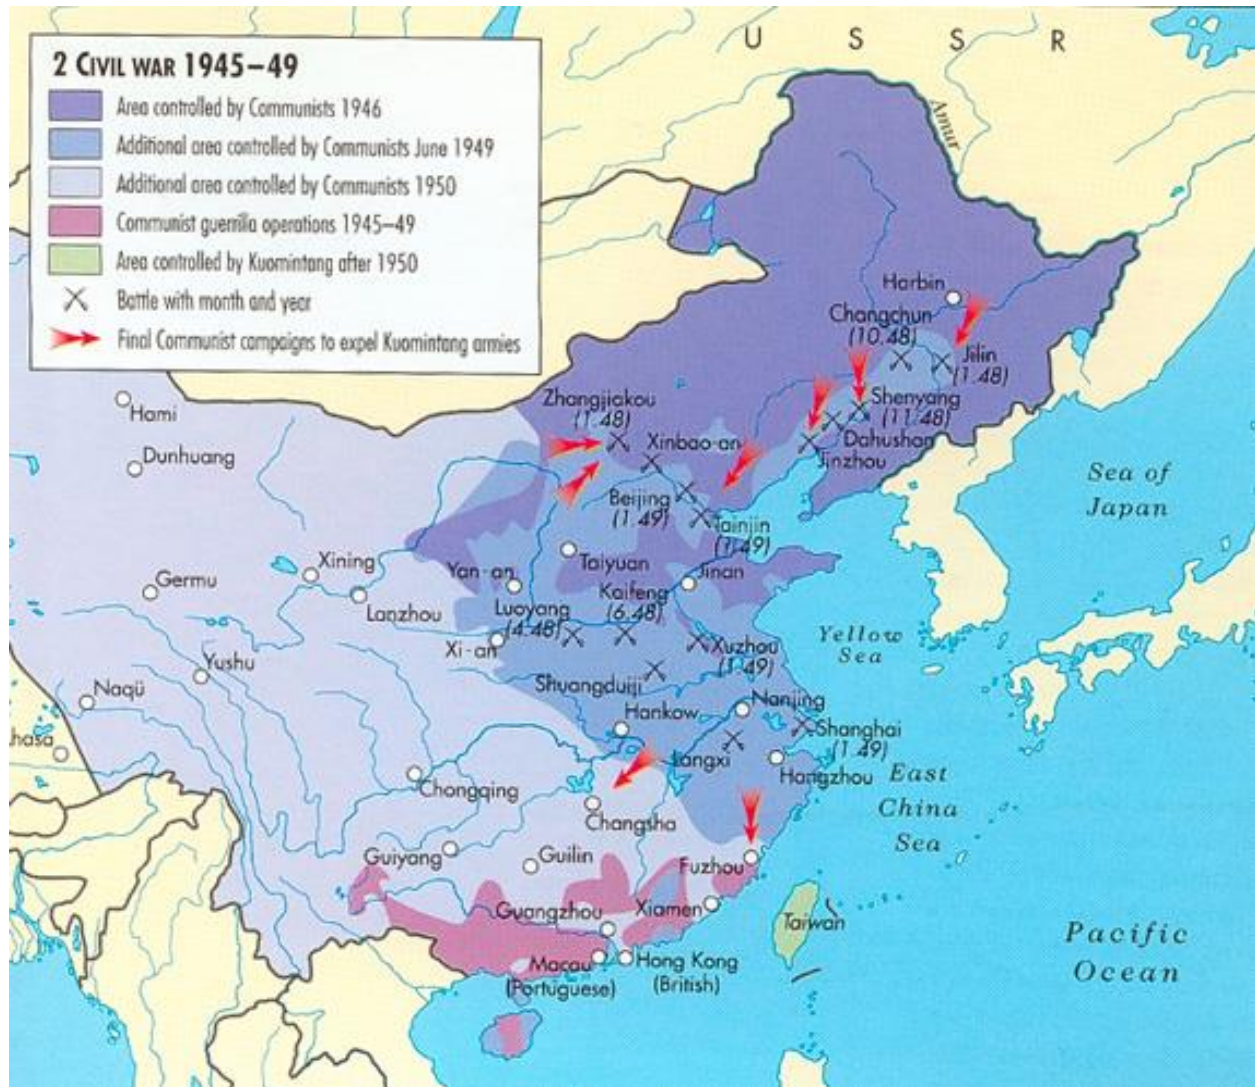 2 CIVIL WAR 1945–49
Area controlled by Communists 1946
Additional area controlled by Communists June 1949
Additional area controlled by Communists 1950
Communist guerrilla operations 1945–49
Area controlled by Kuomintang after 1950
Battle with month and year
Final Communist campaigns to expel Kuomintang armies
U S S R
Amur
Harbin
Changchun
(10.48)
Jilin
(1.48)
Zhangjiakou
(1.48)
Shenyang
(11.48)
Hami
Xinbao-an
Dahushan
Jinzhou
Dunhuang
Sea of
Japan
Beijing
(1.49)
Tainjin
(1.49)
Xining
Taiyuan
Jinan
Germu
Yan-an
Kaifeng
(6.48)
Lanzhou
Luoyang
(4.48)
Xi-an
Xuzhou
(1.49)
Yellow
Sea
Yushu
Shuangduiji
Naqü
Nanjing
Hankow
Shanghai
(1.49)
hasa
Langxi
Hangzhou
East
China
Sea
Chongqing
Changsha
Guiyang
Guilin
Fuzhou
Guangzhou
Xiamen
Taiwan
Pacific
Ocean
Macau
(Portuguese)
Hong Kong
(British)